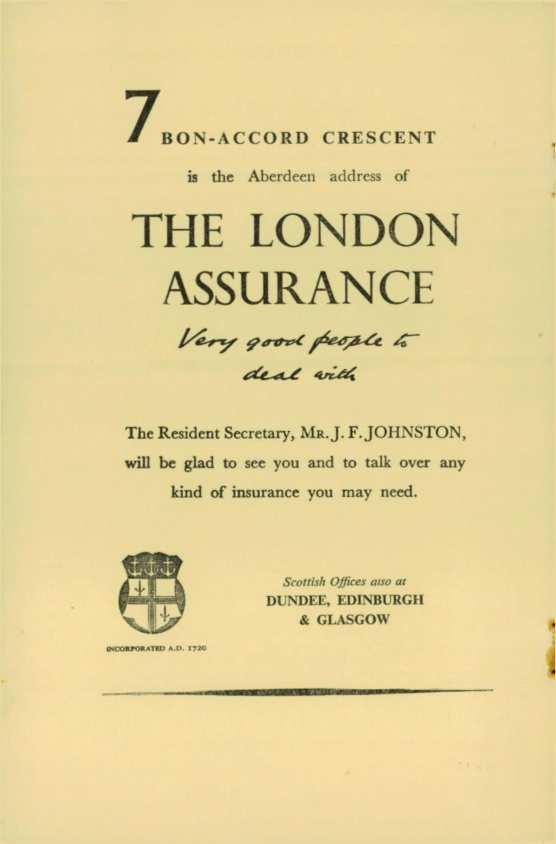 7 BON-ACCORD CRESCENT
is the Aberdeen address of
THE LONDON
ASSURANCE
Very good people to
deal with
The Resident Secretary, MR. J. F. JOHNSTON,
will be glad to see you and to talk over any
kind of insurance you may need.
Scottish Offices also at
DUNDEE, EDINBURGH
& GLASGOW
INCORPORATED A.D. 1720